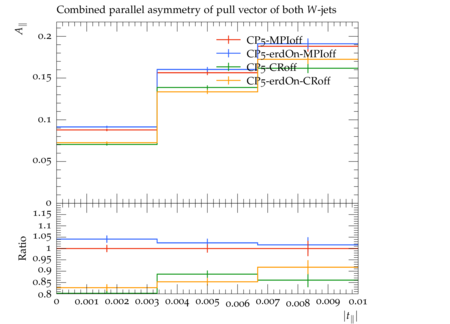 Combined parallel asymmetry of pull vector of both W-jets
A∥
CP5-MPIoff
CP5-erdOn-MPIoff
CP5-CRoff
CP5-erdOn-CRoff
0.2
0.15
0.1
0.05
0
Ratio
1.15
1.1
1.05
1
0.95
0.9
0.85
0.8
0 0.001 0.002 0.003 0.004 0.005 0.006 0.007 0.008 0.009 0.01
|t∥|